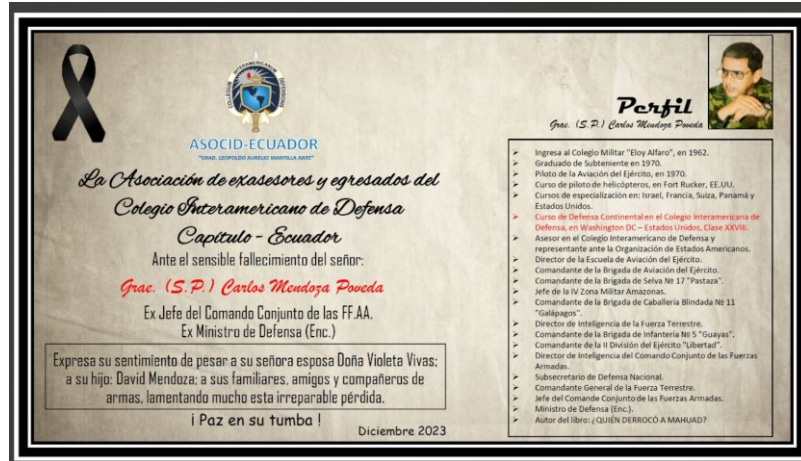 COLLEGIUM INTERAMERICANUM DEFENSIONIS
ASOCID-ECUADOR
"GRAD. LEOPOLDO AURELIO MANTILLA ANTE"
La Asociación de exasesores y egresados del
Colegio Interamericano de Defensa
Capítulo - Ecuador
Ante el sensible fallecimiento del señor:
Grae. (S.P.) Carlos Mendoza Poveda
Ex Jefe del Comando Conjunto de las FF.AA.
Ex Ministro de Defensa (Enc.)
Expresa su sentimiento de pesar a su señora esposa Doña Violeta Vivas;
a su hijo: David Mendoza; a sus familiares, amigos y compañeros de
armas, lamentando mucho esta irreparable pérdida.
¡ Paz en su tumba !
Diciembre 2023
Perfil
Grae. (S.P.) Carlos Mendoza Poveda
➢ Ingresa al Colegio Militar "Eloy Alfaro", en 1962.
➢ Graduado de Subteniente en 1970.
➢ Piloto de la Aviación del Ejército, en 1970.
➢ Curso de piloto de helicópteros, en Fort Rucker, EE.UU.
➢ Cursos de especialización en: Israel, Francia, Suiza, Panamá y
Estados Unidos.
➢ Curso de Defensa Continental en el Colegio Interamericano de
Defensa, en Washington DC – Estados Unidos, Clase XXVIII.
➢ Asesor en el Colegio Interamericano de Defensa y
representante ante la Organización de Estados Americanos.
➢ Director de la Escuela de Aviación del Ejército.
➢ Comandante de la Brigada de Aviación del Ejército.
➢ Comandante de la Brigada de Selva № 17 "Pastaza".
➢ Jefe de la IV Zona Militar Amazonas.
➢ Comandante de la Brigada de Caballería Blindada № 11
"Galápagos".
➢ Director de Inteligencia de la Fuerza Terrestre.
➢ Comandante de la Brigada de Infantería № 5 "Guayas".
➢ Comandante de la II División del Ejército "Libertad".
➢ Director de Inteligencia del Comando Conjunto de las Fuerzas
Armadas.
➢ Subsecretario de Defensa Nacional.
➢ Comandante General de la Fuerza Terrestre.
➢ Jefe del Comande Conjunto de las Fuerzas Armadas.
➢ Ministro de Defensa (Enc.).
➢ Autor del libro: ¿QUIÉN DERROCÓ A MAHUAD?